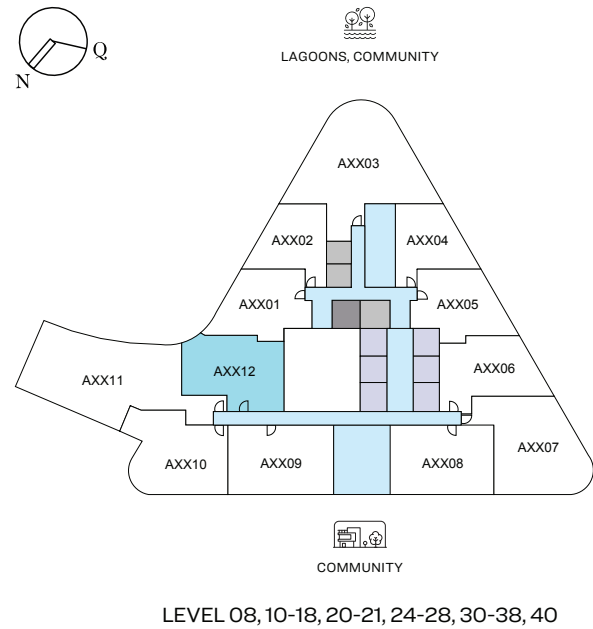 Q
N
LAGOONS, COMMUNITY
AXX03
AXX02
AXX04
AXX01
AXX05
AXX12
AXX06
AXX11
AXX07
AXX10
AXX09
AXX08
COMMUNITY
LEVEL 08, 10-18, 20-21, 24-28, 30-38, 40